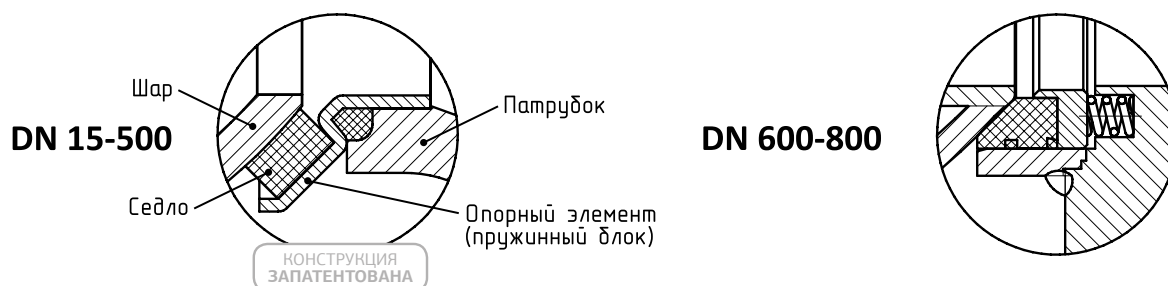 Шар
DN 15-500
Седло
Патрубок
Опорный элемент
(пружинный блок)
КОНСТРУКЦИЯ
ЗАПАТЕНТОВАНА
DN 600-800